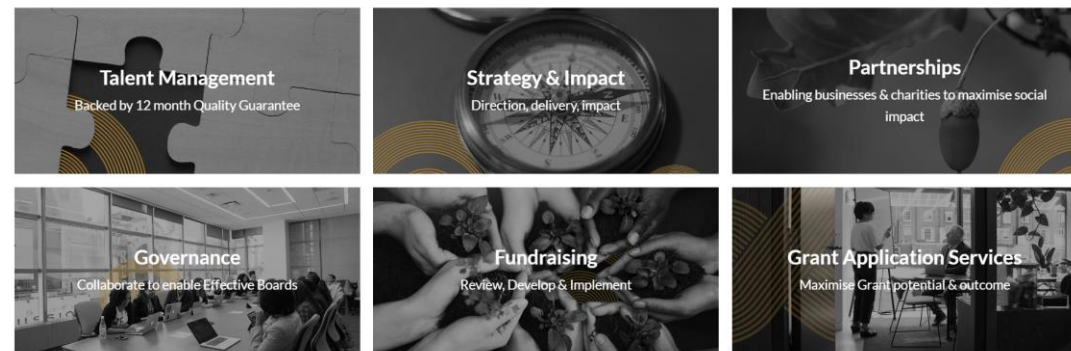 Talent Management
Backed by 12 month Quality Guarantee
Strategy & Impact
Direction, delivery, impact
Partnerships
Enabling businesses & charities to maximise social
impact
Governance
Collaborate to enable Effective Boards
Fundraising
Review, Develop & Implement
Grant Application Services
Maximise Grant potential & outcome